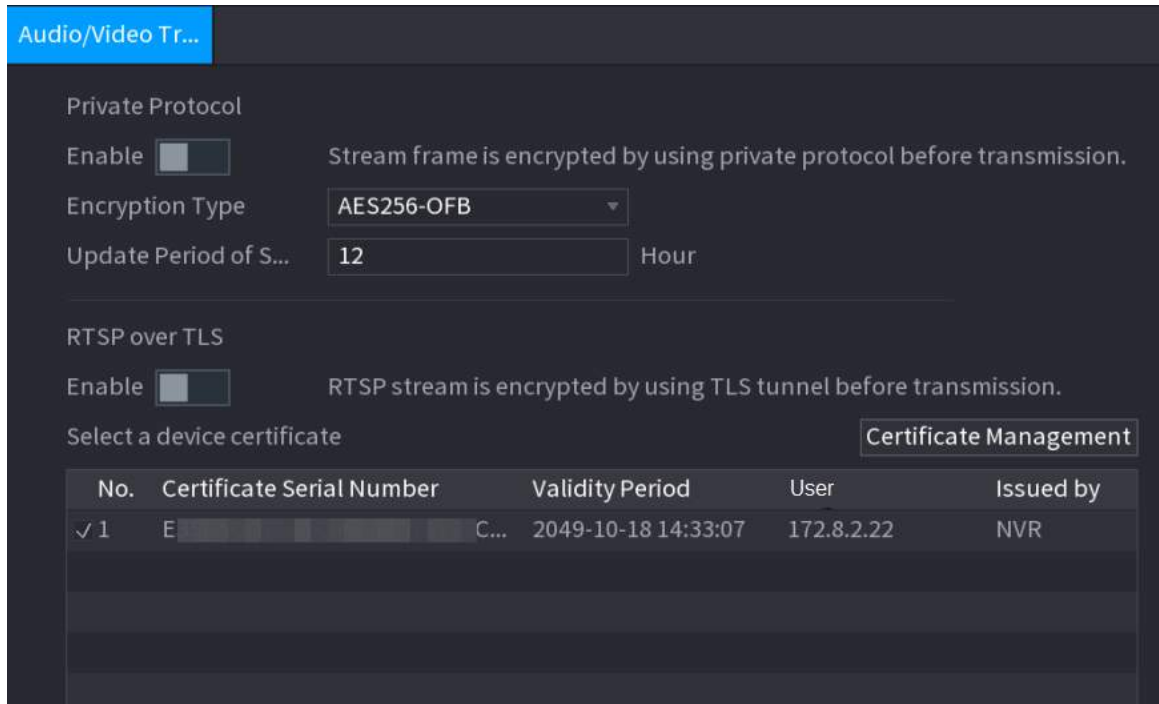 Audio/Video Tr...
Private Protocol
Enable Stream frame is encrypted by using private protocol before transmission.
Encryption Type AES256-OFB
Update Period of S... 12 Hour
RTSP over TLS
Enable RTSP stream is encrypted by using TLS tunnel before transmission.
Select a device certificate Certificate Management
No. Certificate Serial Number Validity Period User Issued by
1 E C... 2049-10-18 14:33:07 172.8.2.22 NVR